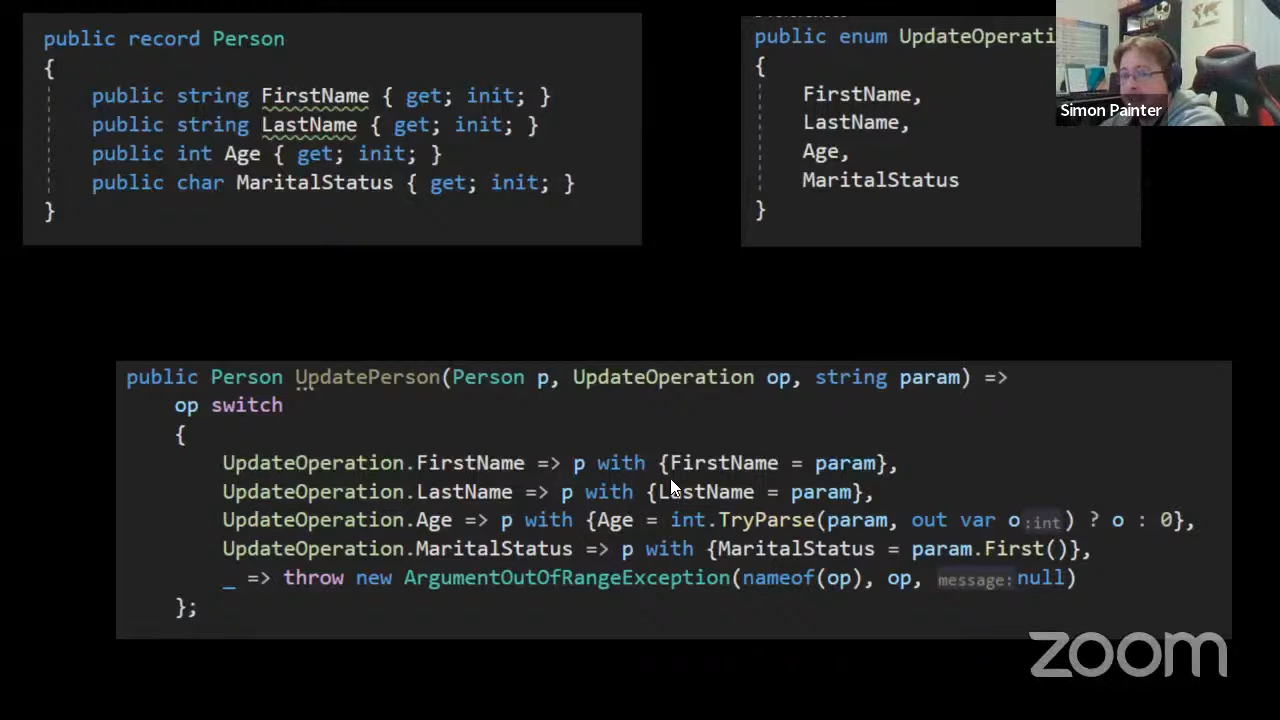 public record Person
{
public string FirstName { get; init; }
public string LastName { get; init; }
public int Age { get; init; }
public char MaritalStatus { get; init; }
}
public enum UpdateOperati
{
FirstName,
LastName,
Age,
MaritalStatus
}
Simon Painter
public Person UpdatePerson(Person p, UpdateOperation op, string param) =>
op switch
{
UpdateOperation.FirstName => p with {FirstName = param},
UpdateOperation.LastName => p with {LastName = param},
UpdateOperation.Age => p with {Age = int.TryParse(param, out var o:int) ? o : 0},
UpdateOperation.MaritalStatus => p with {MaritalStatus = param.First()},
_ => throw new ArgumentOutOfRangeException(nameof(op), op, message:null)
};
zoom